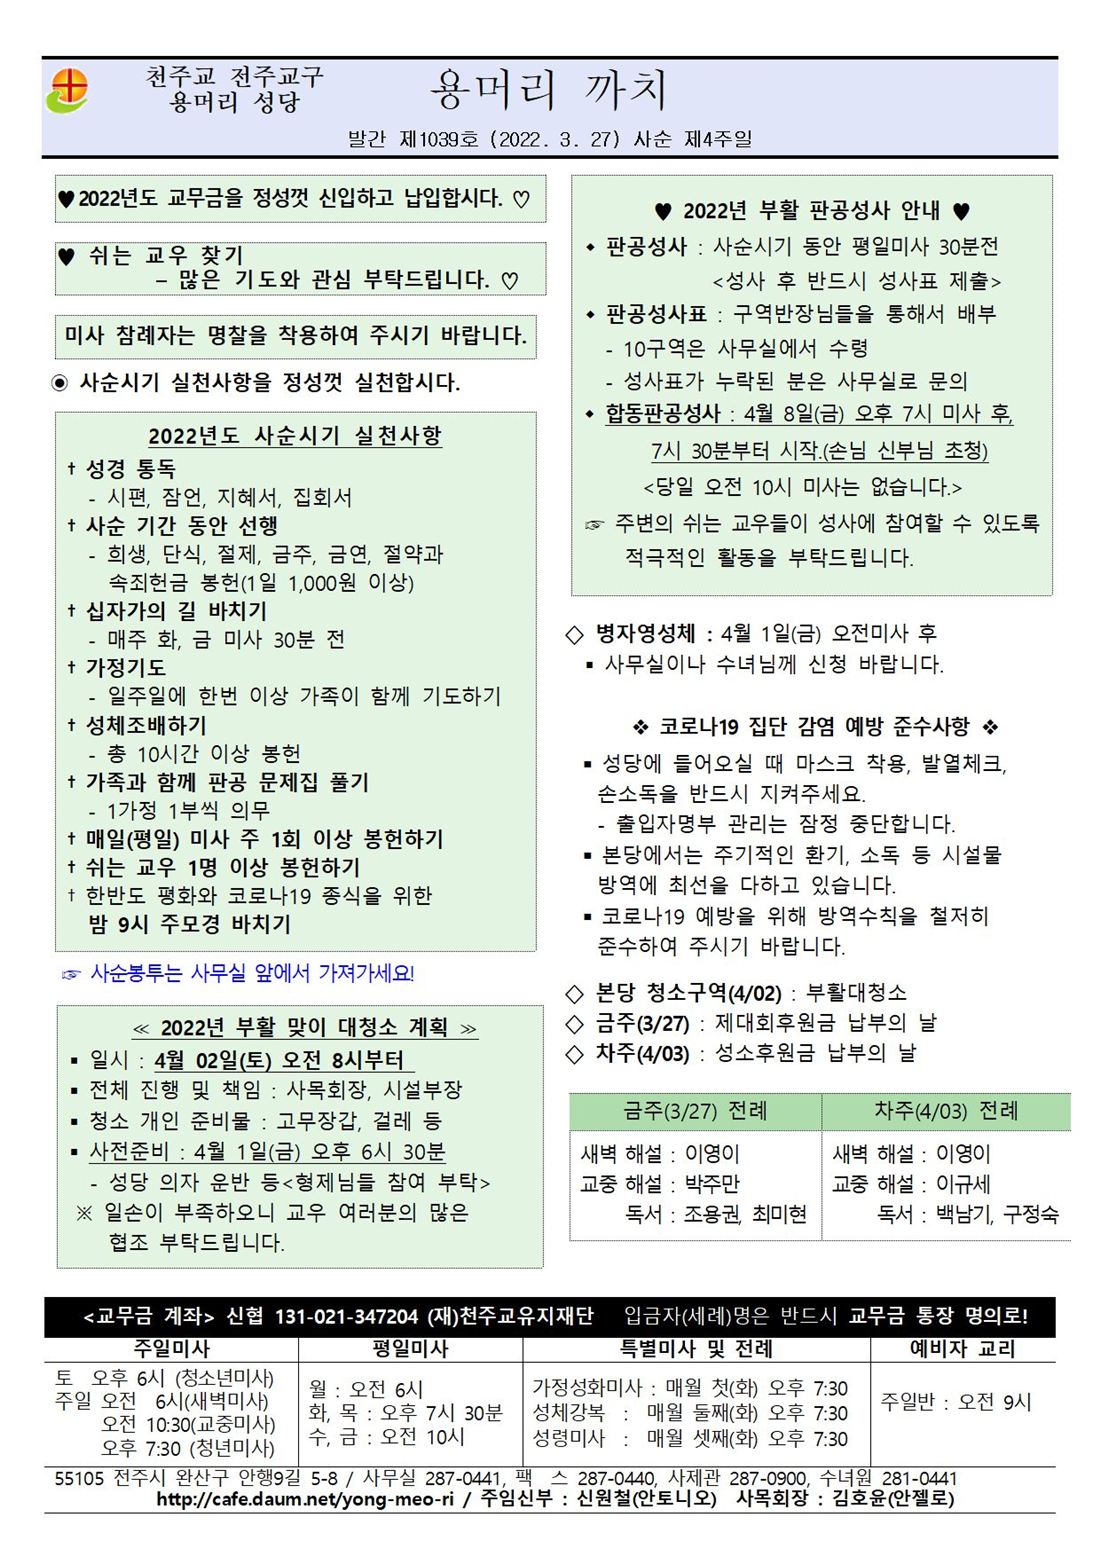 천주교 전주교구
용머리 성당
용머리 까치
발간 제1039호 (2022. 3. 27) 사순 제4주일
♥2022년도 교무금을 정성껏 신입하고 납입합시다. ♡
♥ 쉬는 교우 찾기
– 많은 기도와 관심 부탁드립니다. ♡
미사 참례자는 명찰을 착용하여 주시기 바랍니다.
◉ 사순시기 실천사항을 정성껏 실천합시다.
2022년도 사순시기 실천사항
† 성경 통독
- 시편, 잠언, 지혜서, 집회서
† 사순 기간 동안 선행
- 희생, 단식, 절제, 금주, 금연, 절약과
속죄헌금 봉헌(1일 1,000원 이상)
† 십자가의 길 바치기
- 매주 화, 금 미사 30분 전
† 가정기도
- 일주일에 한번 이상 가족이 함께 기도하기
† 성체조배하기
- 총 10시간 이상 봉헌
† 가족과 함께 판공 문제집 풀기
- 1가정 1부씩 의무
† 매일(평일) 미사 주 1회 이상 봉헌하기
† 쉬는 교우 1명 이상 봉헌하기
† 한반도 평화와 코로나19 종식을 위한
밤 9시 주모경 바치기
☞ 사순봉투는 사무실 앞에서 가져가세요!
≪ 2022년 부활 맞이 대청소 계획 ≫
▪ 일시 : 4월 02일(토) 오전 8시부터
▪ 전체 진행 및 책임 : 사목회장, 시설부장
▪ 청소 개인 준비물 : 고무장갑, 걸레 등
▪ 사전준비 : 4월 1일(금) 오후 6시 30분
- 성당 의자 운반 등<형제님들 참여 부탁>
※ 일손이 부족하오니 교우 여러분의 많은
협조 부탁드립니다.
♥ 2022년 부활 판공성사 안내 ♥
◆ 판공성사 : 사순시기 동안 평일미사 30분전
<성사 후 반드시 성사표 제출>
◆ 판공성사표 : 구역반장님들을 통해서 배부
- 10구역은 사무실에서 수령
- 성사표가 누락된 분은 사무실로 문의
◆ 합동판공성사 : 4월 8일(금) 오후 7시 미사 후,
7시 30분부터 시작.(손님 신부님 초청)
<당일 오전 10시 미사는 없습니다.>
☞ 주변의 쉬는 교우들이 성사에 참여할 수 있도록
적극적인 활동을 부탁드립니다.
◇ 병자영성체 : 4월 1일(금) 오전미사 후
▪ 사무실이나 수녀님께 신청 바랍니다.
❖ 코로나19 집단 감염 예방 준수사항 ❖
▪ 성당에 들어오실 때 마스크 착용, 발열체크,
손소독을 반드시 지켜주세요.
- 출입자명부 관리는 잠정 중단합니다.
▪ 본당에서는 주기적인 환기, 소독 등 시설물
방역에 최선을 다하고 있습니다.
▪ 코로나19 예방을 위해 방역수칙을 철저히
준수하여 주시기 바랍니다.
◇ 본당 청소구역(4/02) : 부활대청소
◇ 금주(3/27) : 제대회후원금 납부의 날
◇ 차주(4/03) : 성소후원금 납부의 날
금주(3/27) 전례 차주(4/03) 전례
새벽 해설 : 이영이 새벽 해설 : 이영이
교중 해설 : 박주만 교중 해설 : 이규세
독서 : 조용권, 최미현 독서 : 백남기, 구정숙
<교무금 계좌> 신협 131-021-347204 (재)천주교유지재단 입금자(세례)명은 반드시 교무금 통장 명의로!
주일미사 평일미사 특별미사 및 전례 예비자 교리
토 오후 6시 (청소년미사)
주일 오전 6시(새벽미사)
오전 10:30(교중미사)
오후 7:30 (청년미사)
월 : 오전 6시
화, 목 : 오후 7시 30분
수, 금 : 오전 10시
가정성화미사 : 매월 첫(화) 오후 7:30
성체강복 : 매월 둘째(화) 오후 7:30
성령미사 : 매월 셋째(화) 오후 7:30
주일반 : 오전 9시
55105 전주시 완산구 안행9길 5-8 / 사무실 287-0441, 팩 스 287-0440, 사제관 287-0900, 수녀원 281-0441
http://cafe.daum.net/yong-meo-ri / 주임신부 : 신원철(안토니오) 사목회장 : 김호윤(안젤로)